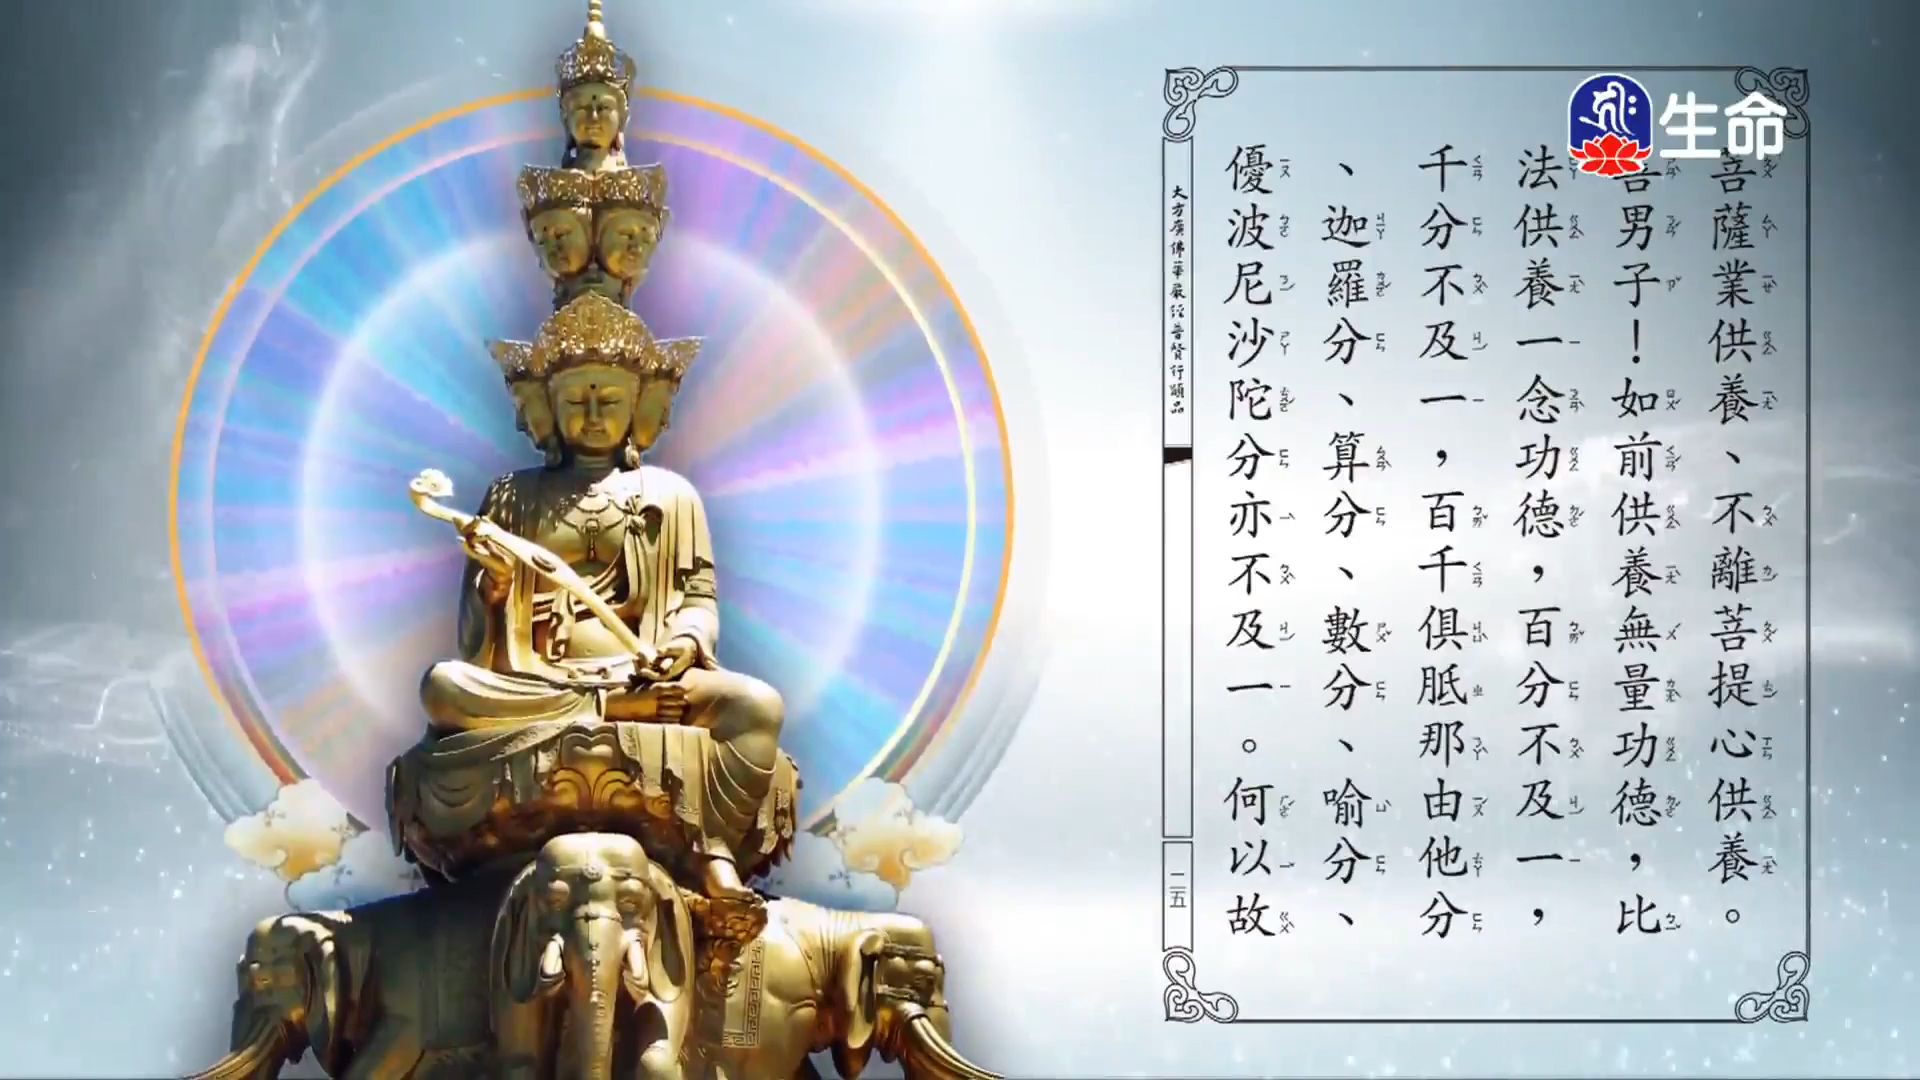 生命
菩薩業供養、不離菩提心供養。
善男子！如前供養無量功德，比
法供養一念功德，百分不及一，
千分不及一，百千俱胝那由他分
、迦羅分、算分、數分、喻分、
優波尼沙陀分亦不及一。何以故
大方廣佛華嚴經普賢行願品
二五